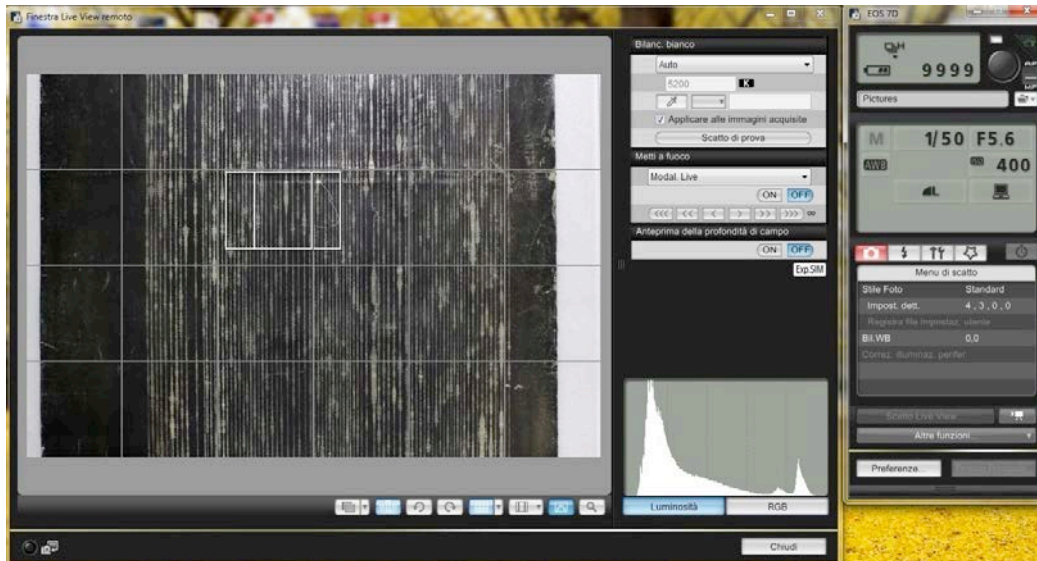 Finestra Live View remoto
Bilanc. bianco
Auto
5200 K
Applicare alle immagini acquisite
Scatto di prova
Metti a fuoco
Modal. Live
ON OFF
<<< << < > >> >>> ∞
Anteprima della profondità di campo
ON OFF
Exp.SIM
Luminosità RGB
Chiudi
EOS 7D
H
9999
Pictures
M 1/50 F5.6
AWB 400
L
Menu di scatto
Stile Foto Standard
Impost. dett. 4,3,0,0
Registra file impostaz. utente
Bil.WB 0,0
Correz. illuminaz. perifer
Scatto Live View
Altre funzioni...
Preferenze...